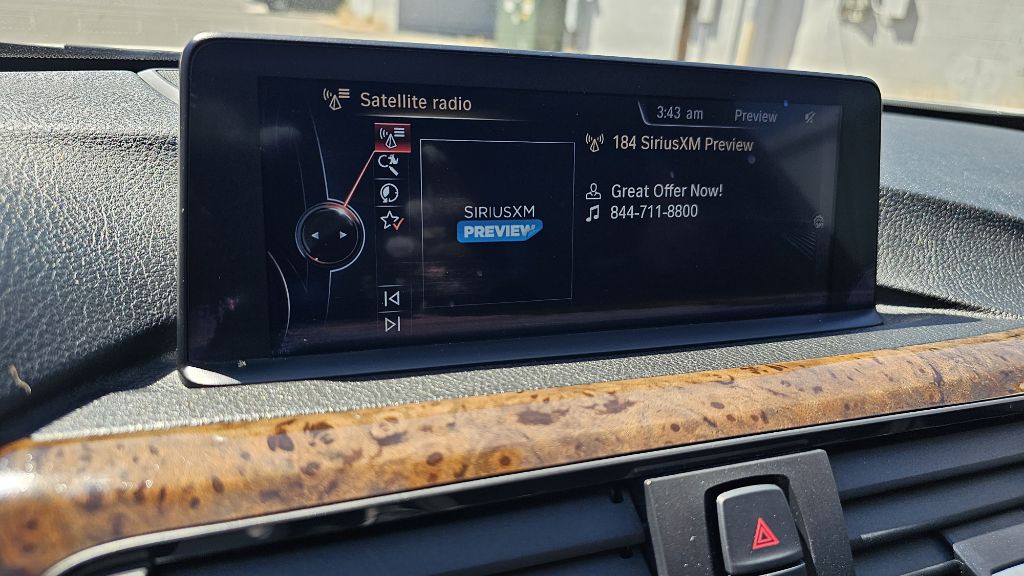 Satellite radio
3:43 am
Preview
184 SiriusXM Preview
Great Offer Now!
844-711-8800
SIRIUSXM
PREVIEW